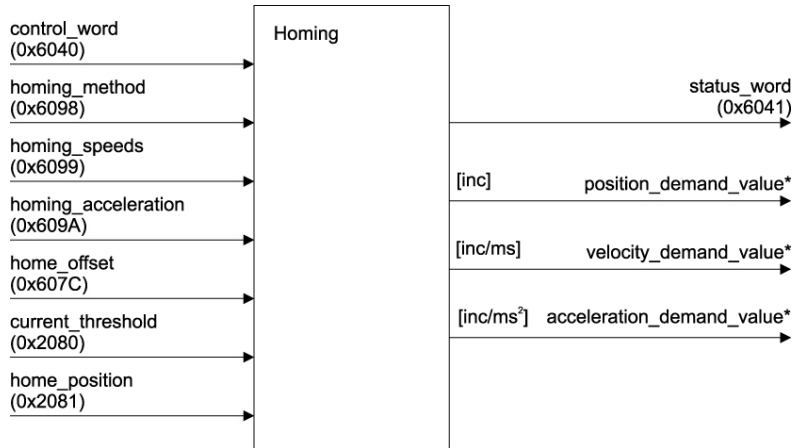 control_word
(0x6040)
homing_method
(0x6098)
homing_speeds
(0x6099)
homing_acceleration
(0x609A)
home_offset
(0x607C)
current_threshold
(0x2080)
home_position
(0x2081)
Homing
status_word
(0x6041)
[inc] position_demand_value*
[inc/ms] velocity_demand_value*
[inc/ms²] acceleration_demand_value*